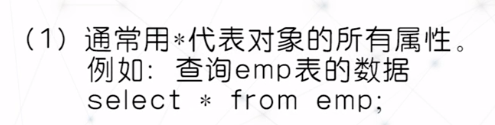 （1）通常用*代表对象的所有属性。
例如：查询emp表的数据
select * from emp;